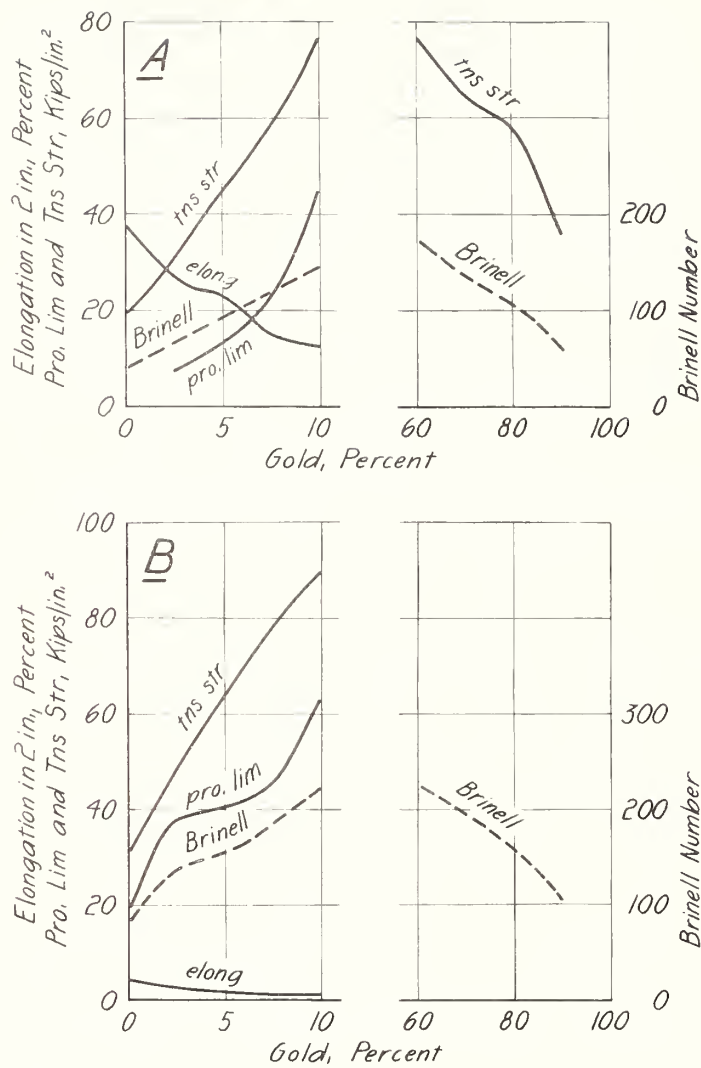 A
Elongation in 2 in., Percent
Pro. Lim and Tns Str, Kips/in.²
80
60
40
20
0
tns str
elong
Brinell
pro. lim
0
5
10
tns str
Brinell
60
80
100
200
100
0
Brinell Number
Gold, Percent
B
Elongation in 2 in., Percent
Pro. Lim and Tns Str, Kips/in.²
100
80
60
40
20
0
tns str
pro. lim
Brinell
elong
0
5
10
Brinell
60
80
100
300
200
100
0
Brinell Number
Gold, Percent